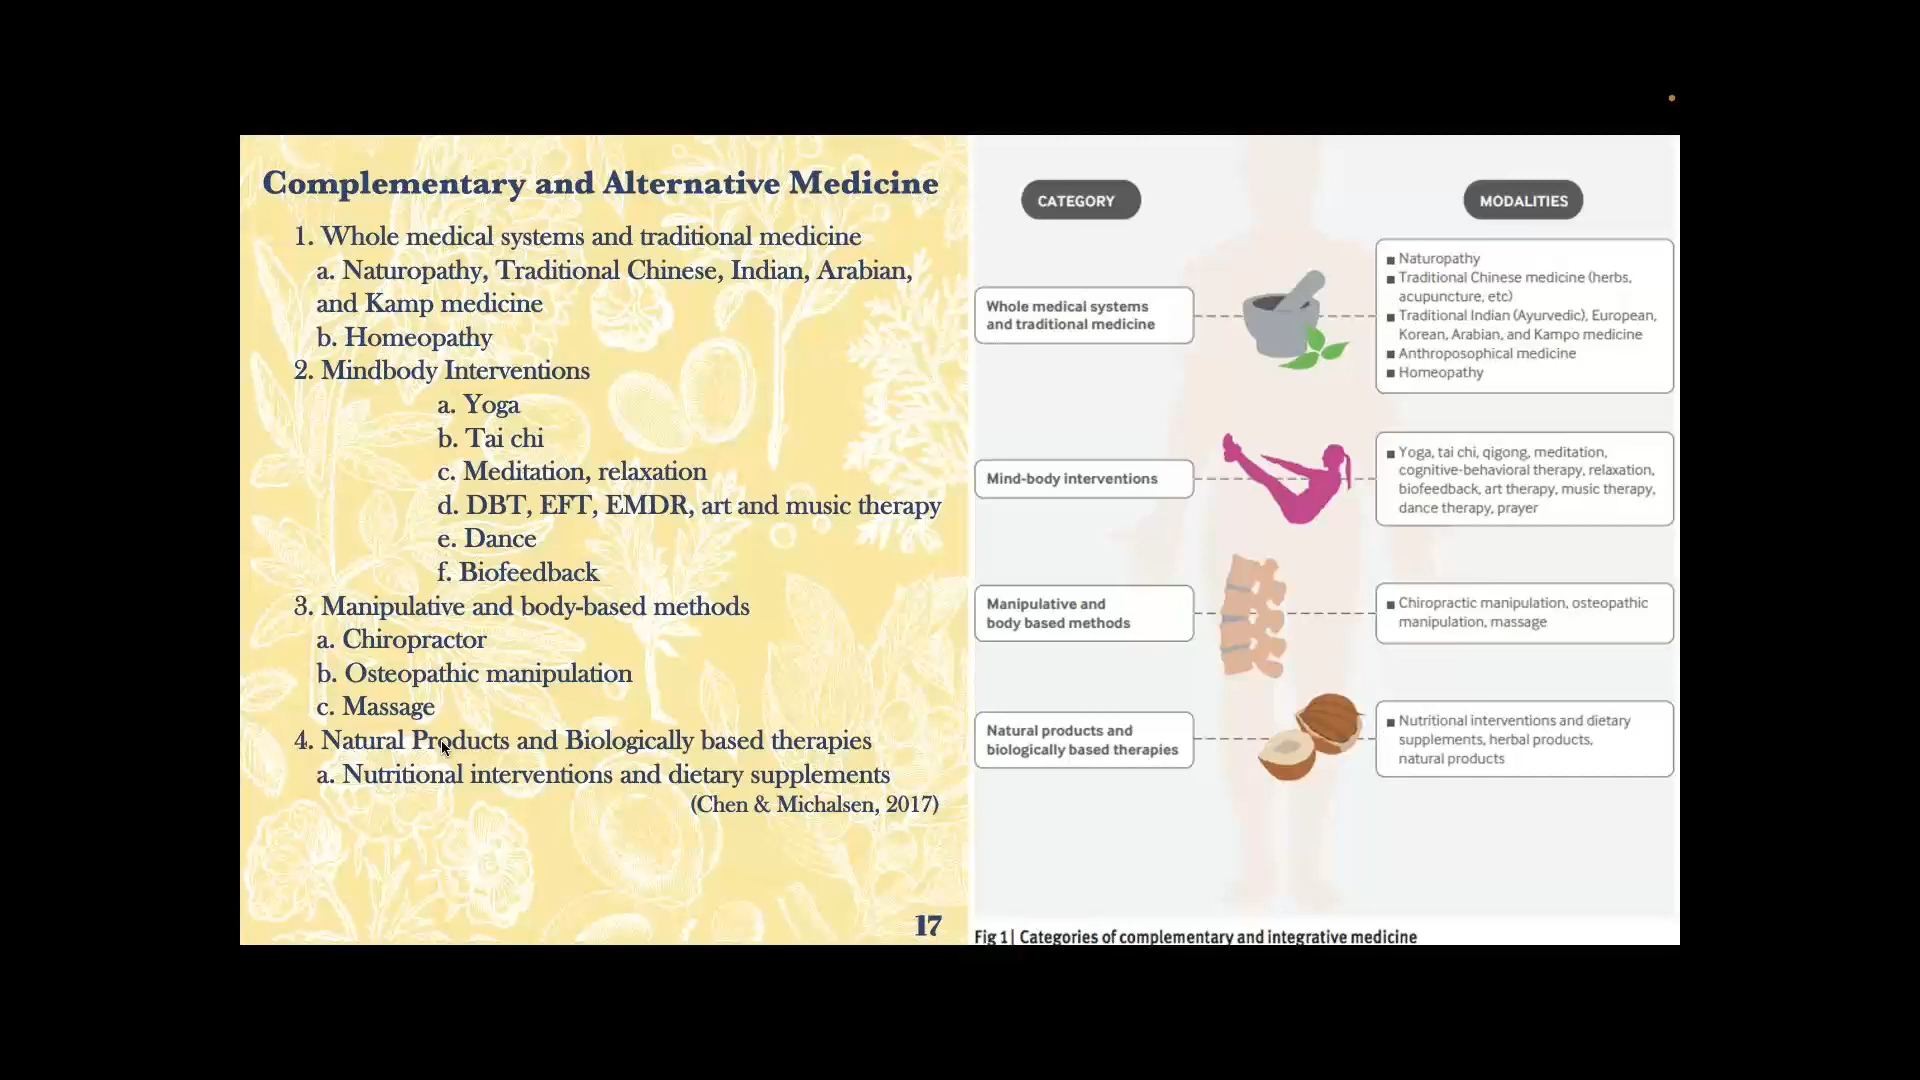 Complementary and Alternative Medicine
1. Whole medical systems and traditional medicine
a. Naturopathy, Traditional Chinese, Indian, Arabian,
and Kamp medicine
b. Homeopathy
2. Mindbody Interventions
a. Yoga
b. Tai chi
c. Meditation, relaxation
d. DBT, EFT, EMDR, art and music therapy
e. Dance
f. Biofeedback
3. Manipulative and body-based methods
a. Chiropractor
b. Osteopathic manipulation
c. Massage
4. Natural Products and Biologically based therapies
a. Nutritional interventions and dietary supplements
(Chen & Michalsen, 2017)
17
CATEGORY
MODALITIES
Whole medical systems
and traditional medicine
■ Naturopathy
■ Traditional Chinese medicine (herbs,
acupuncture, etc)
■ Traditional Indian (Ayurvedic), European,
Korean, Arabian, and Kampo medicine
■ Anthroposophical medicine
■ Homeopathy
Mind-body interventions
■ Yoga, tai chi, qigong, meditation,
cognitive-behavioral therapy, relaxation,
biofeedback, art therapy, music therapy,
dance therapy, prayer
Manipulative and
body based methods
■ Chiropractic manipulation, osteopathic
manipulation, massage
Natural products and
biologically based therapies
■ Nutritional interventions and dietary
supplements, herbal products,
natural products
Fig 1| Categories of complementary and integrative medicine